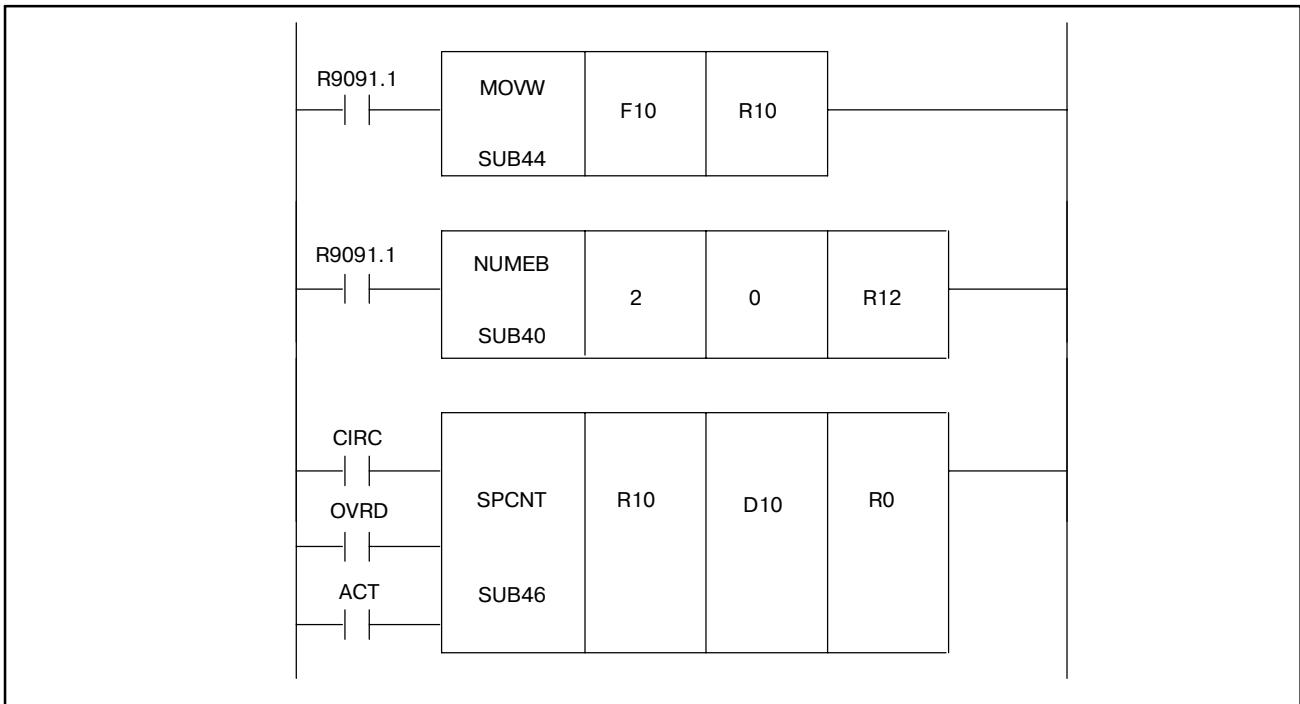 R9091.1
MOVW
F10
R10
SUB44
R9091.1
NUMEB
2
0
R12
SUB40
CIRC
OVRD
SPCNT
R10
D10
R0
ACT
SUB46